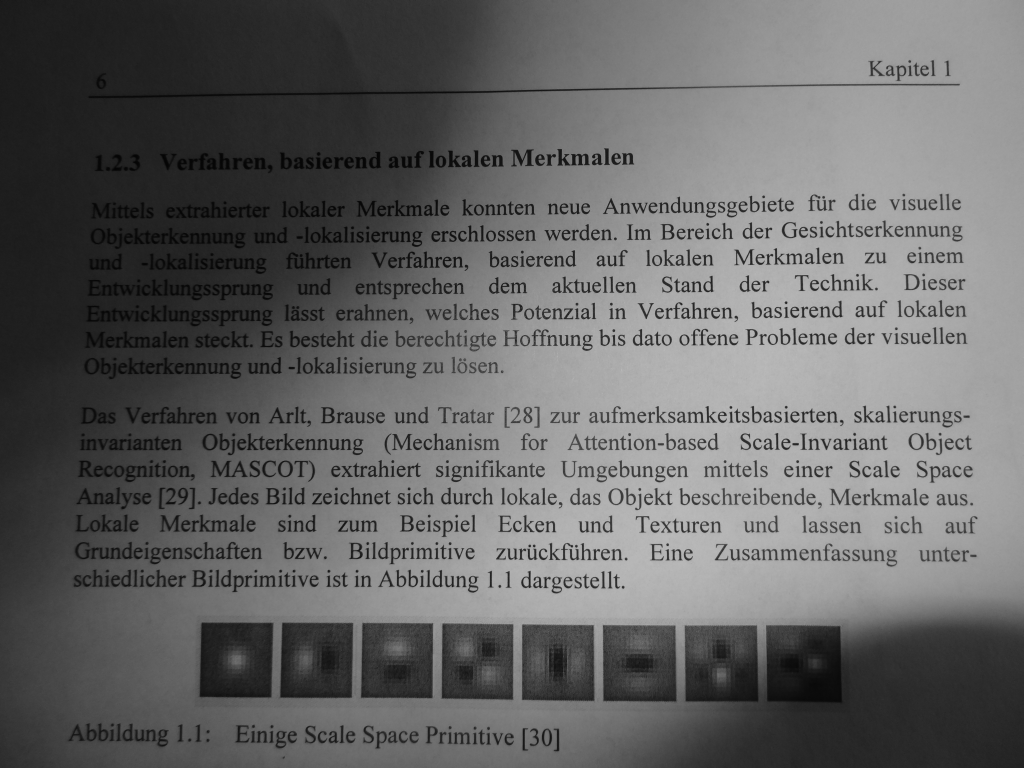 6
Kapitel 1
1.2.3 Verfahren, basierend auf lokalen Merkmalen
Mittels extrahierter lokaler Merkmale konnten neue Anwendungsgebiete für die visuelle
Objekterkennung und -lokalisierung erschlossen werden. Im Bereich der Gesichtserkennung
und -lokalisierung führten Verfahren, basierend auf lokalen Merkmalen zu einem
Entwicklungssprung und entsprechen dem aktuellen Stand der Technik. Dieser
Entwicklungssprung lässt erahnen, welches Potenzial in Verfahren, basierend auf lokalen
Merkmalen steckt. Es besteht die berechtigte Hoffnung bis dato offene Probleme der visuellen
Objekterkennung und -lokalisierung zu lösen.
Das Verfahren von Arlt, Brause und Tratar [28] zur aufmerksamkeitsbasierten, skalierungs-
invarianten Objekterkennung (Mechanism for Attention-based Scale-Invariant Object
Recognition, MASCOT) extrahiert signifikante Umgebungen mittels einer Scale Space
Analyse [29]. Jedes Bild zeichnet sich durch lokale, das Objekt beschreibende, Merkmale aus.
Lokale Merkmale sind zum Beispiel Ecken und Texturen und lassen sich auf
Grundeigenschaften bzw. Bildprimitive zurückführen. Eine Zusammenfassung unter-
schiedlicher Bildprimitive ist in Abbildung 1.1 dargestellt.
Abbildung 1.1: Einige Scale Space Primitive [30]